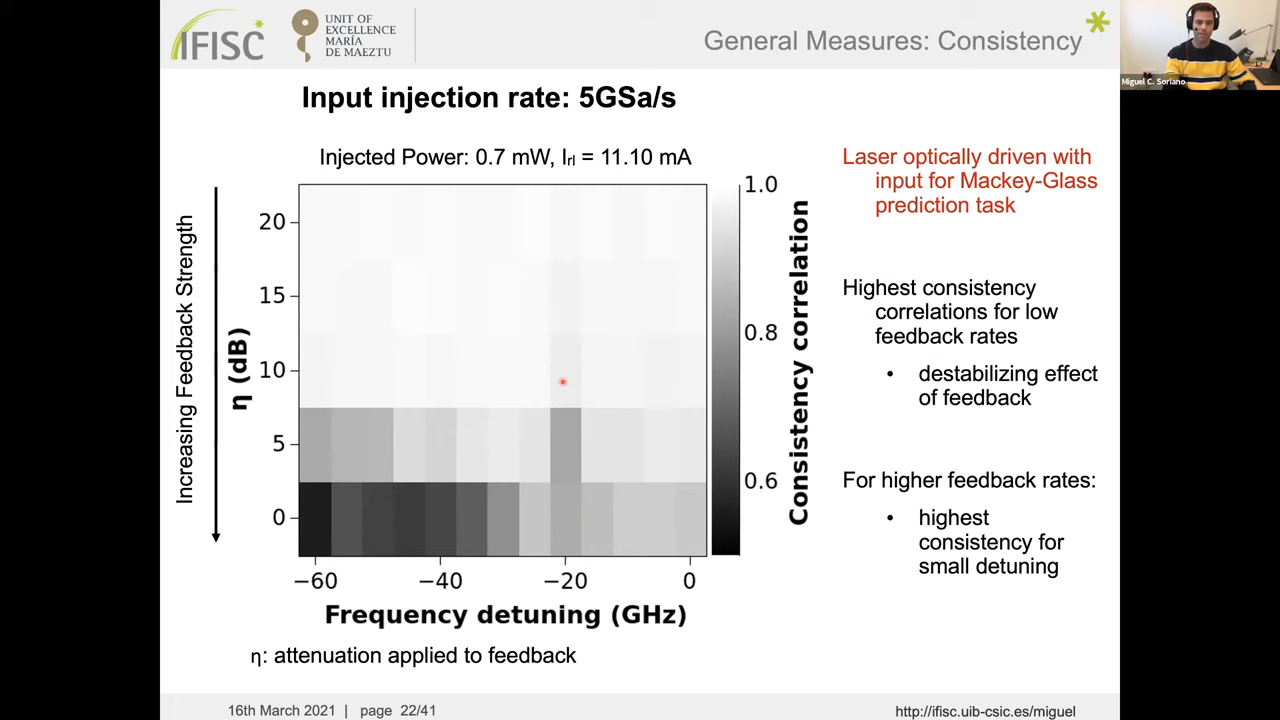 IFISC
UNIT OF
EXCELLENCE
MARÍA
DE MAEZTU
General Measures: Consistency
Miguel C. Soriano
Input injection rate: 5GSa/s
Injected Power: 0.7 mW, Irl = 11.10 mA
Increasing Feedback Strength
η (dB)
20
15
10
5
0
−60
−40
−20
0
Frequency detuning (GHz)
1.0
0.8
0.6
Consistency correlation
η: attenuation applied to feedback
Laser optically driven with
input for Mackey-Glass
prediction task
Highest consistency
correlations for low
feedback rates
• destabilizing effect
of feedback
For higher feedback rates:
• highest
consistency for
small detuning
16th March 2021 | page 22/41
http://ifisc.uib-csic.es/miguel